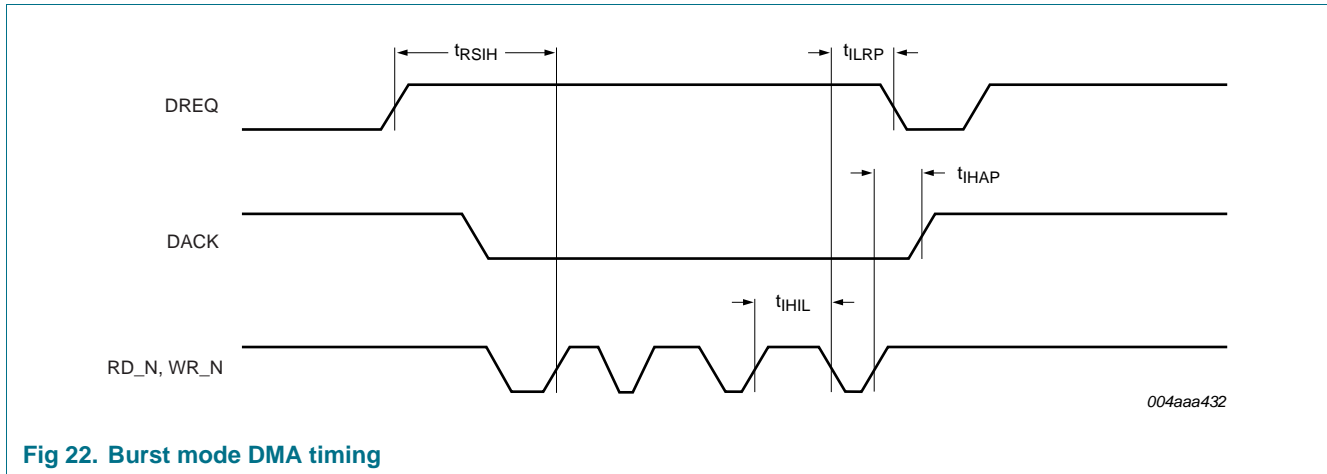 tRSIH
tILRP
DREQ
tIHAP
DACK
tIHIL
RD_N, WR_N
004aaa432
Fig 22. Burst mode DMA timing